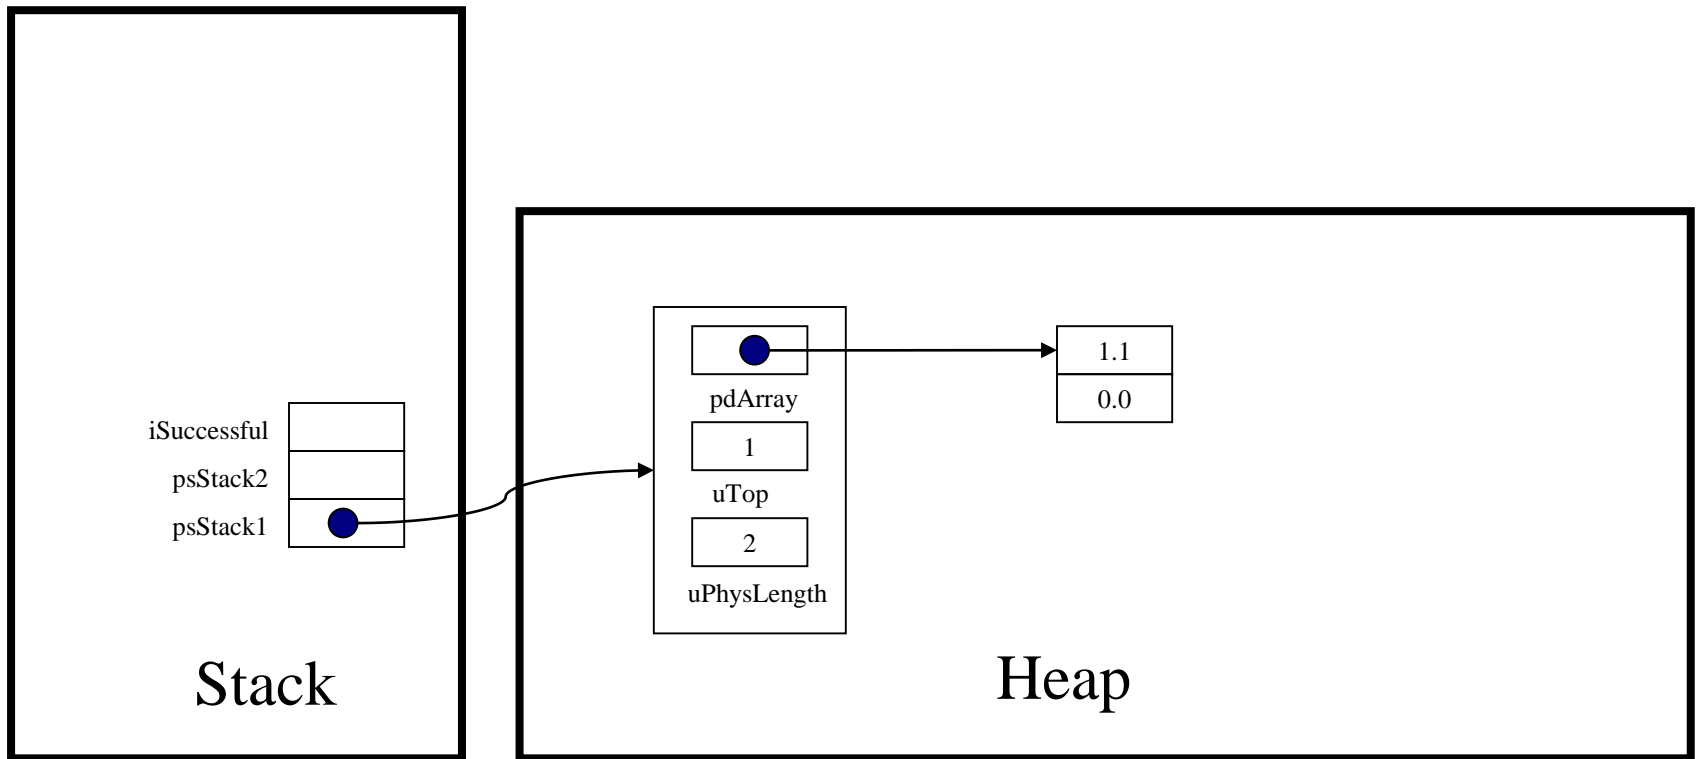 iSuccessful
psStack2
psStack1
Stack
pdArray
1
uTop
2
uPhysLength
1.1
0.0
Heap